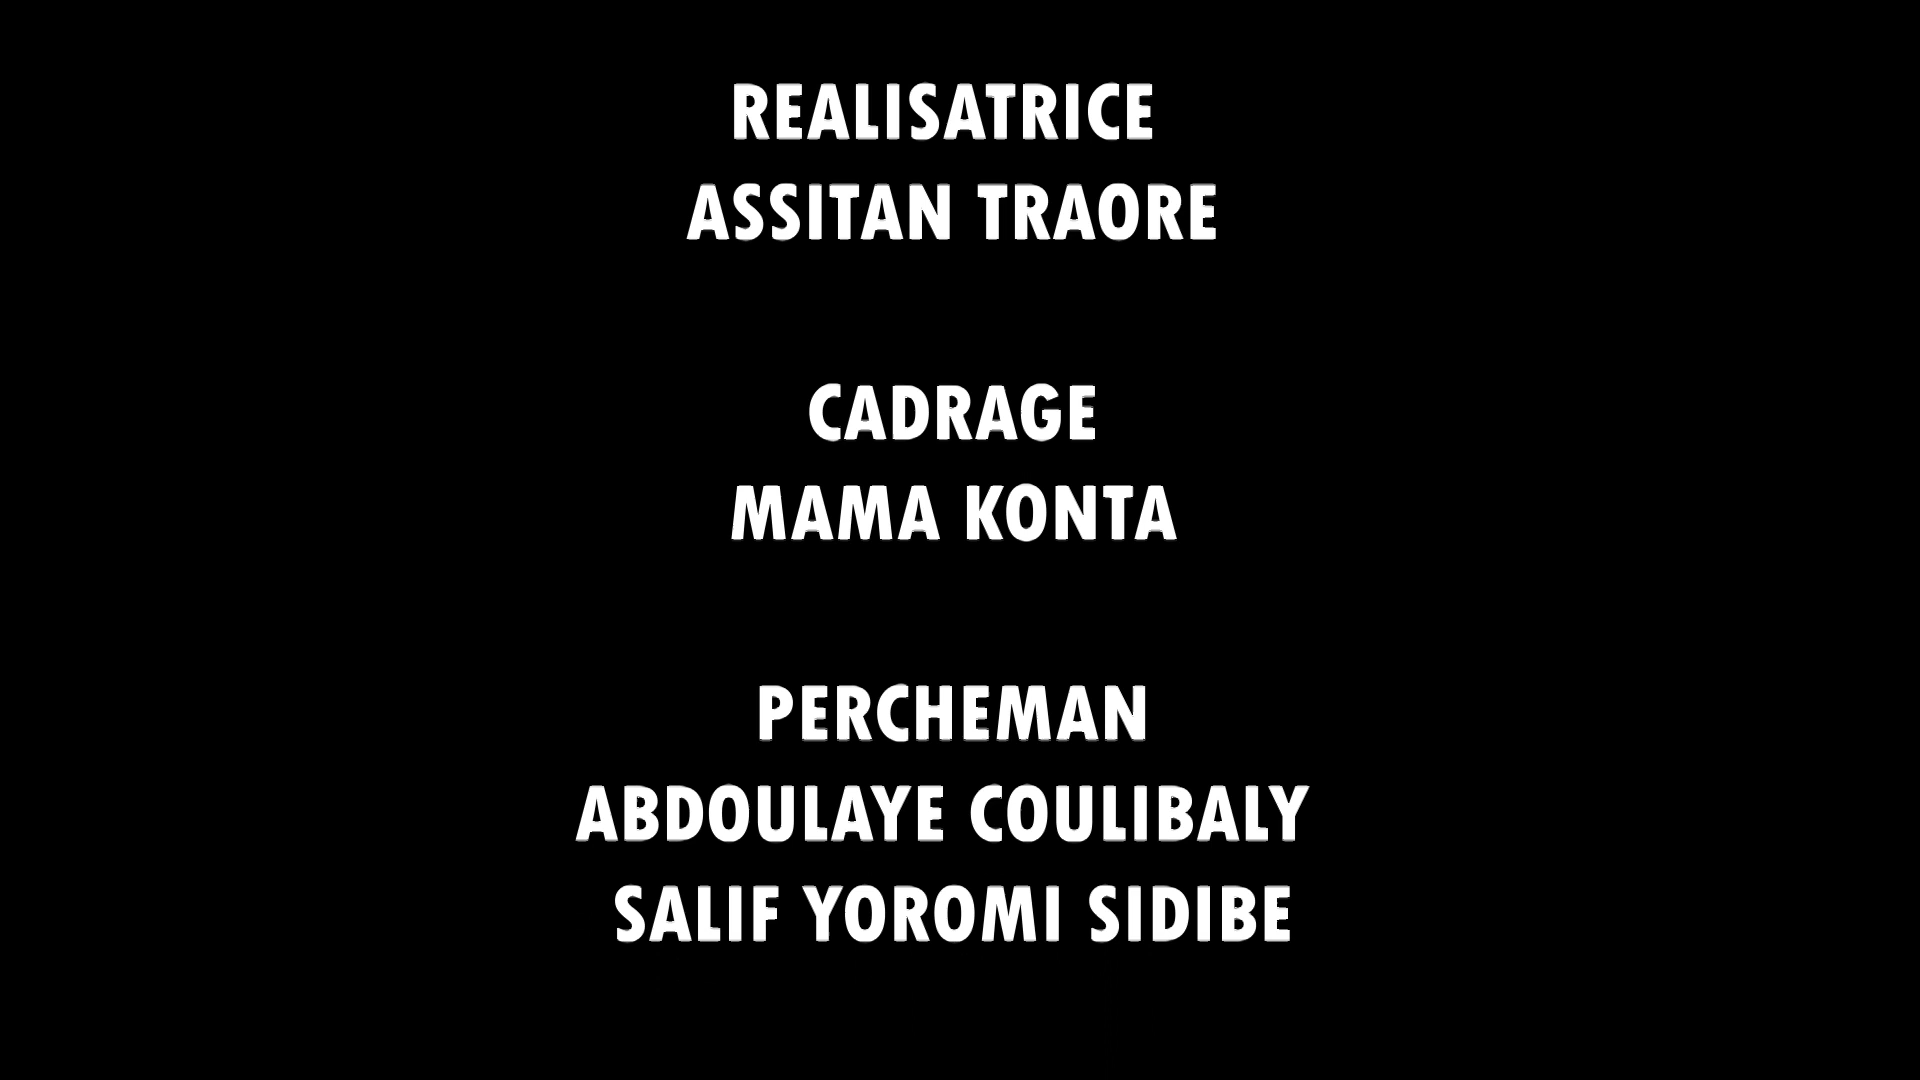 REALISATRICE
ASSITAN TRAORE
CADRAGE
MAMA KONTA
PERCHEMAN
ABDOULAYE COULIBALY
SALIF YOROMI SIDIBE